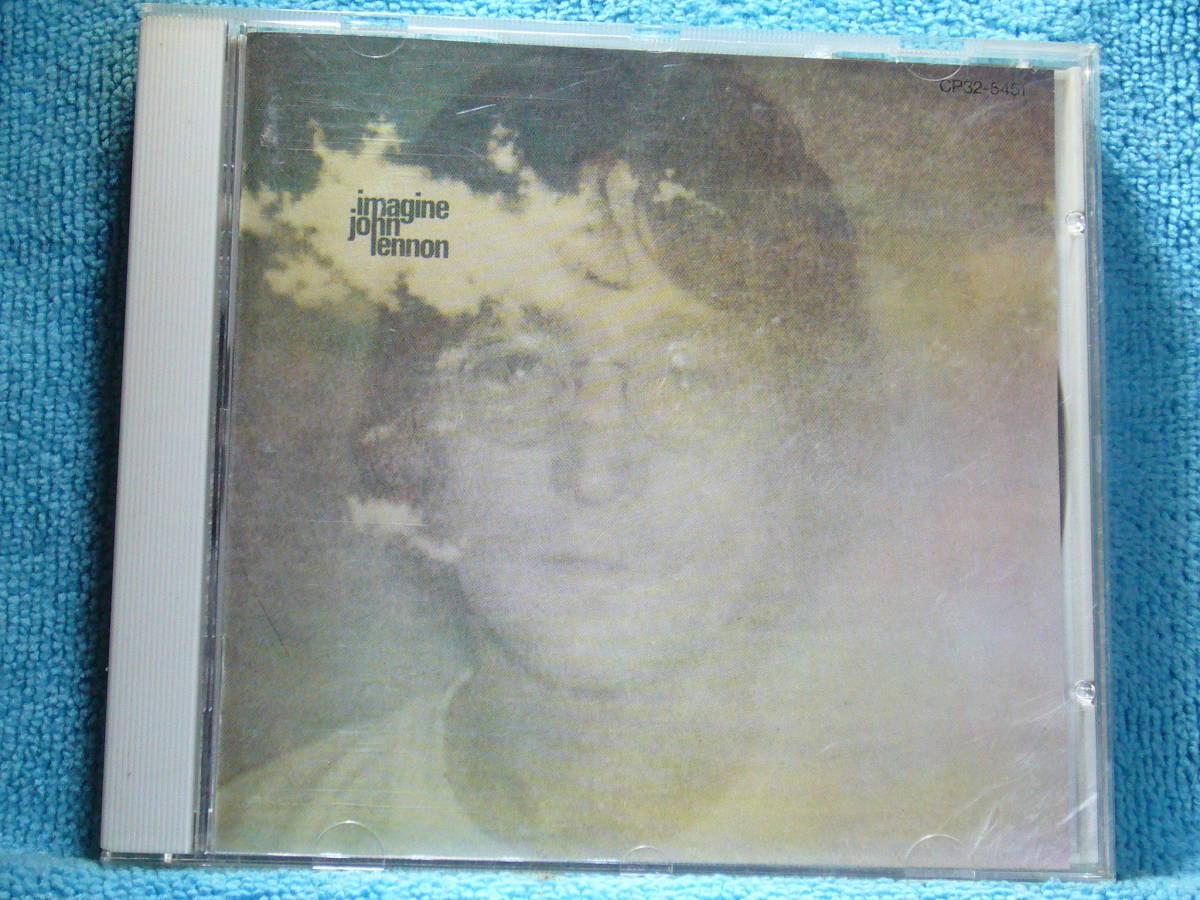 CP32-5451
imagine
john
lennon